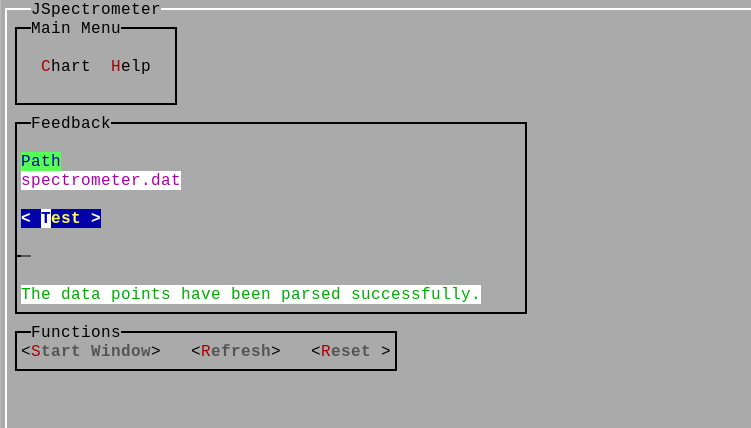 JSpectrometer
Main Menu
Chart Help
Feedback
Path
spectrometer.dat
< Test >
The data points have been parsed successfully.
Functions
<Start Window> <Refresh> <Reset >